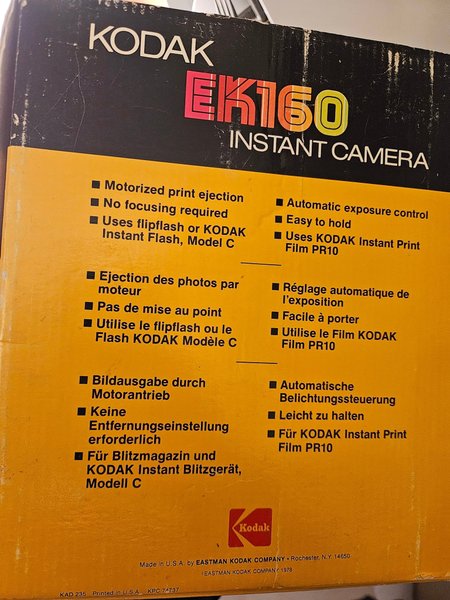 KODAK
EK160
INSTANT CAMERA
■ Motorized print ejection
■ No focusing required
■ Uses flipflash or KODAK
Instant Flash, Model C
■ Automatic exposure control
■ Easy to hold
■ Uses KODAK Instant Print
Film PR10
■ Ejection des photos par
moteur
■ Pas de mise au point
■ Utilise le flipflash ou le
Flash KODAK Modèle C
■ Réglage automatique de
l'exposition
■ Facile à porter
■ Utilise le Film KODAK
Film PR10
■ Bildausgabe durch
Motorantrieb
■ Keine
Entfernungseinstellung
erforderlich
■ Für Blitzmagazin und
KODAK Instant Blitzgerät,
Modell C
■ Automatische
Belichtungssteuerung
■ Leicht zu halten
■ Für KODAK Instant Print
Film PR10
Kodak
Made in U.S.A. by EASTMAN KODAK COMPANY • Rochester, N.Y. 14650
©EASTMAN KODAK COMPANY 1978
KAD 235 Printed in U.S.A.